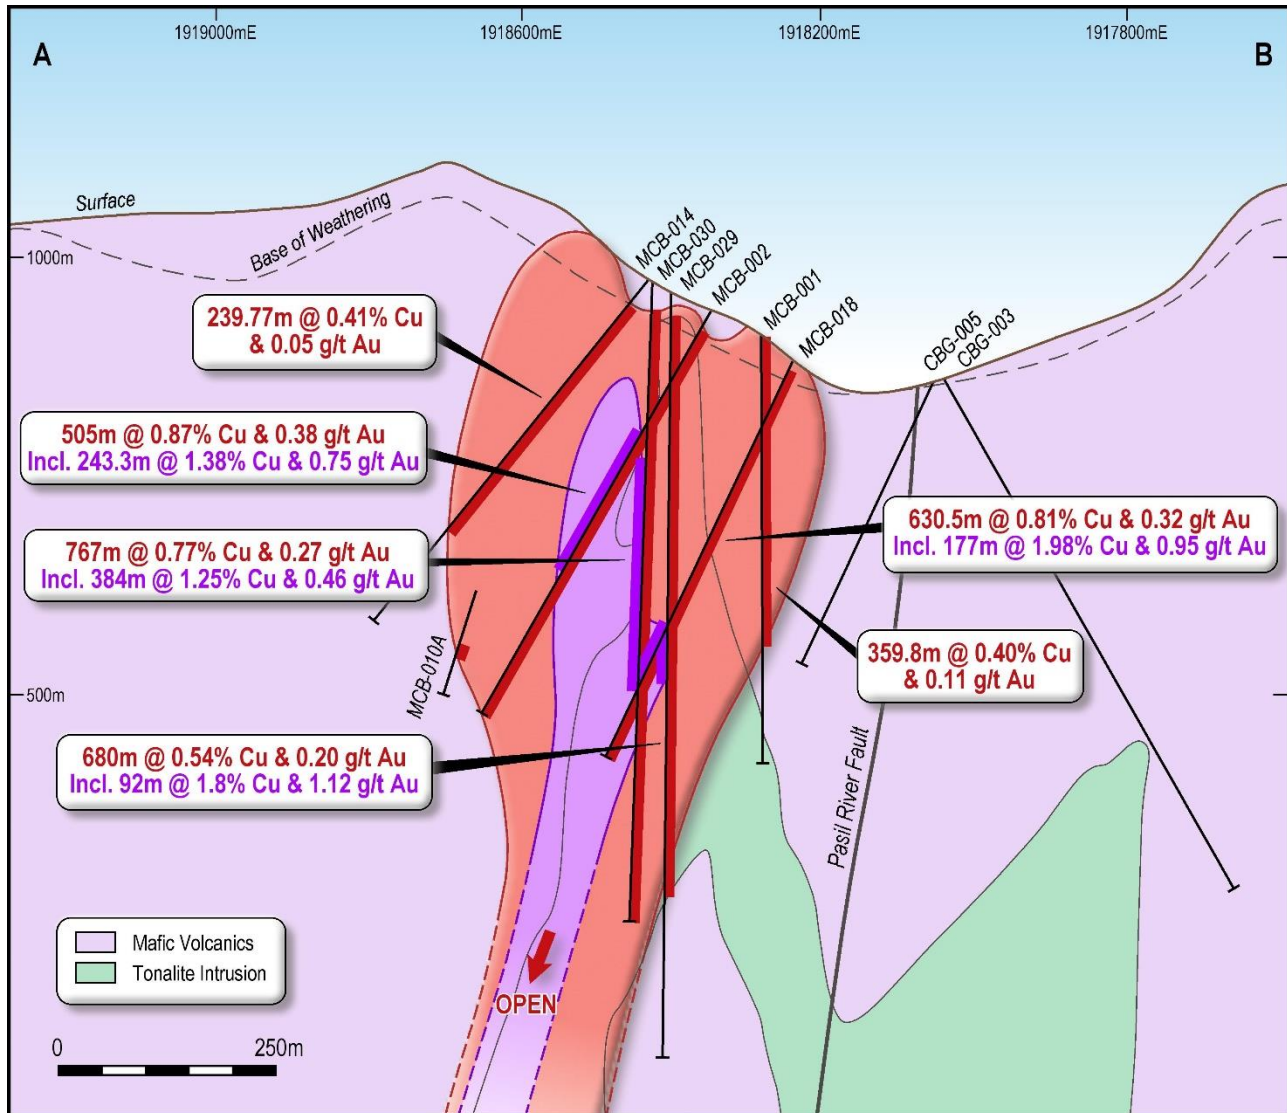 1919000mE
1918600mE
1918200mE
1917800mE
A
B
Surface
Base of Weathering
MCB-014
MCB-030
MCB-029
MCB-002
MCB-001
MCB-018
CBG-005
CBG-003
1000m
239.77m @ 0.41% Cu
& 0.05 g/t Au
505m @ 0.87% Cu & 0.38 g/t Au
Incl. 243.3m @ 1.38% Cu & 0.75 g/t Au
767m @ 0.77% Cu & 0.27 g/t Au
Incl. 384m @ 1.25% Cu & 0.46 g/t Au
630.5m @ 0.81% Cu & 0.32 g/t Au
Incl. 177m @ 1.98% Cu & 0.95 g/t Au
359.8m @ 0.40% Cu
& 0.11 g/t Au
MCB-010A
500m
680m @ 0.54% Cu & 0.20 g/t Au
Incl. 92m @ 1.8% Cu & 1.12 g/t Au
Pasil River Fault
Mafic Volcanics
Tonalite Intrusion
OPEN
0
250m